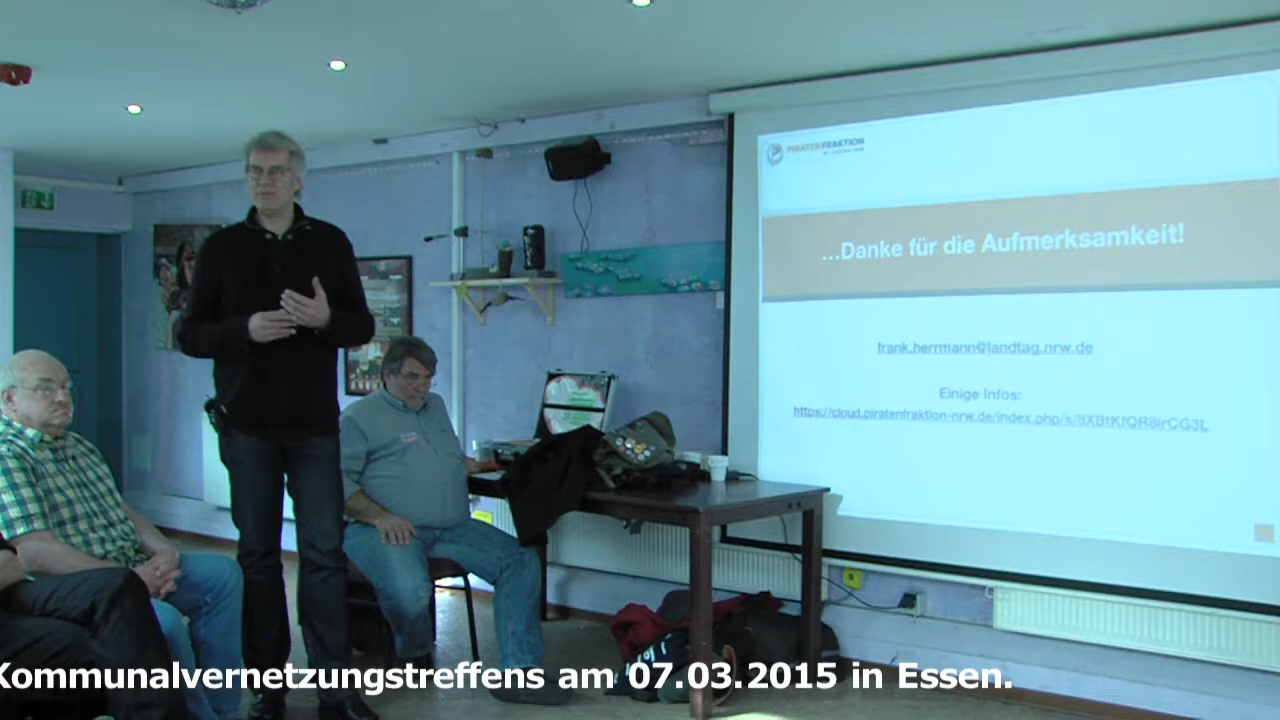 PIRATENFRAKTION
...Danke für die Aufmerksamkeit!
frank.herrmann@landtag.nrw.de
Einige Infos:
https://cloud.piratenfraktion-nrw.de/index.php/s/8XBtKfQR8irCG3L
Kommunalvernetzungstreffens am 07.03.2015 in Essen.